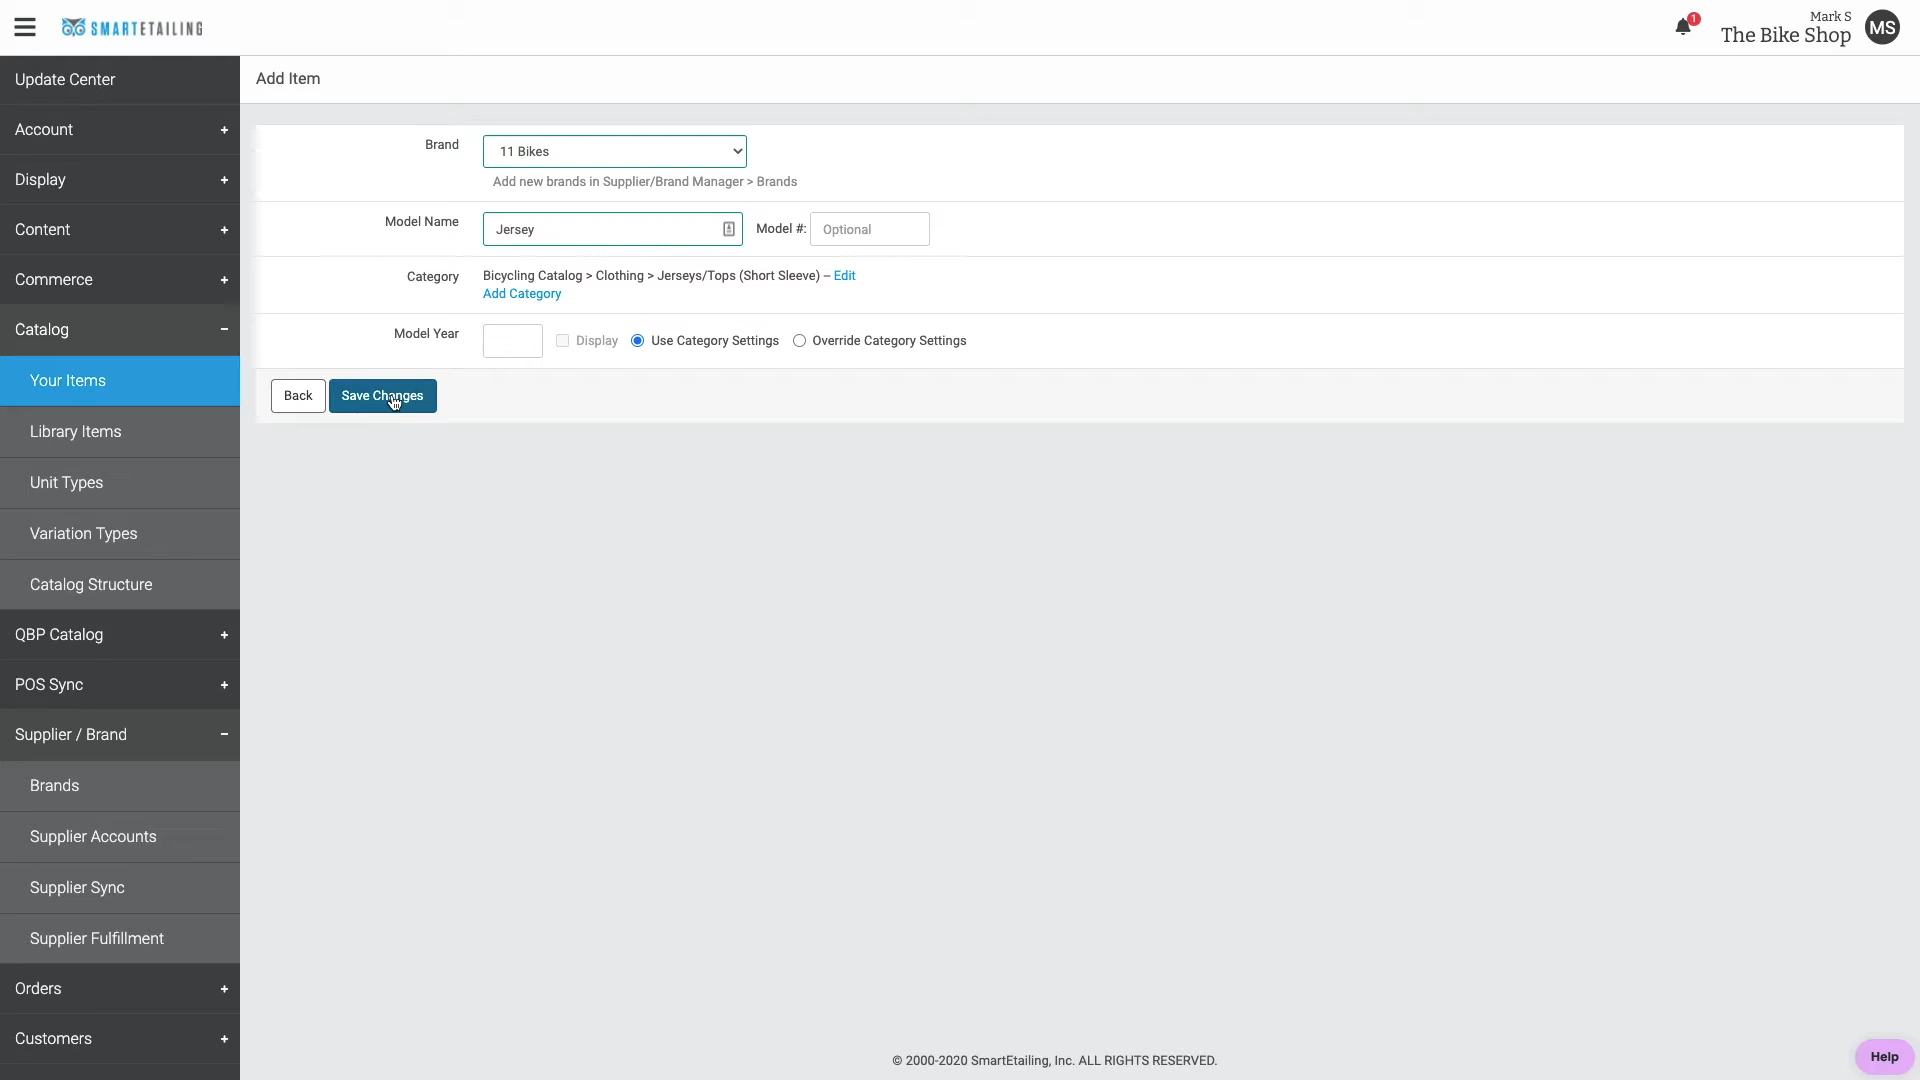 SMARTETAILING
1
Mark S
The Bike Shop
MS
Update Center
Account +
Display +
Content +
Commerce +
Catalog −
Your Items
Library Items
Unit Types
Variation Types
Catalog Structure
QBP Catalog +
POS Sync +
Supplier / Brand −
Brands
Supplier Accounts
Supplier Sync
Supplier Fulfillment
Orders +
Customers +
Add Item
Brand 11 Bikes
Add new brands in Supplier/Brand Manager > Brands
Model Name Jersey Model #: Optional
Category Bicycling Catalog > Clothing > Jerseys/Tops (Short Sleeve) – Edit
Add Category
Model Year Display Use Category Settings Override Category Settings
Back Save Changes
© 2000-2020 SmartEtailing, Inc. ALL RIGHTS RESERVED.
Help